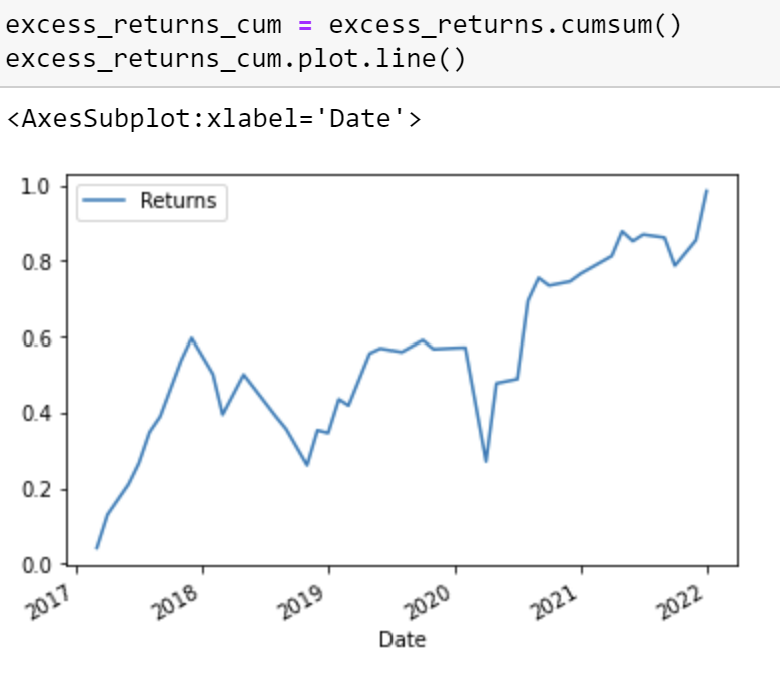 excess_returns_cum = excess_returns.cumsum()
excess_returns_cum.plot.line()
<AxesSubplot:xlabel='Date'>
Returns
1.0
0.8
0.6
0.4
0.2
0.0
2017 2018 2019 2020 2021 2022
Date